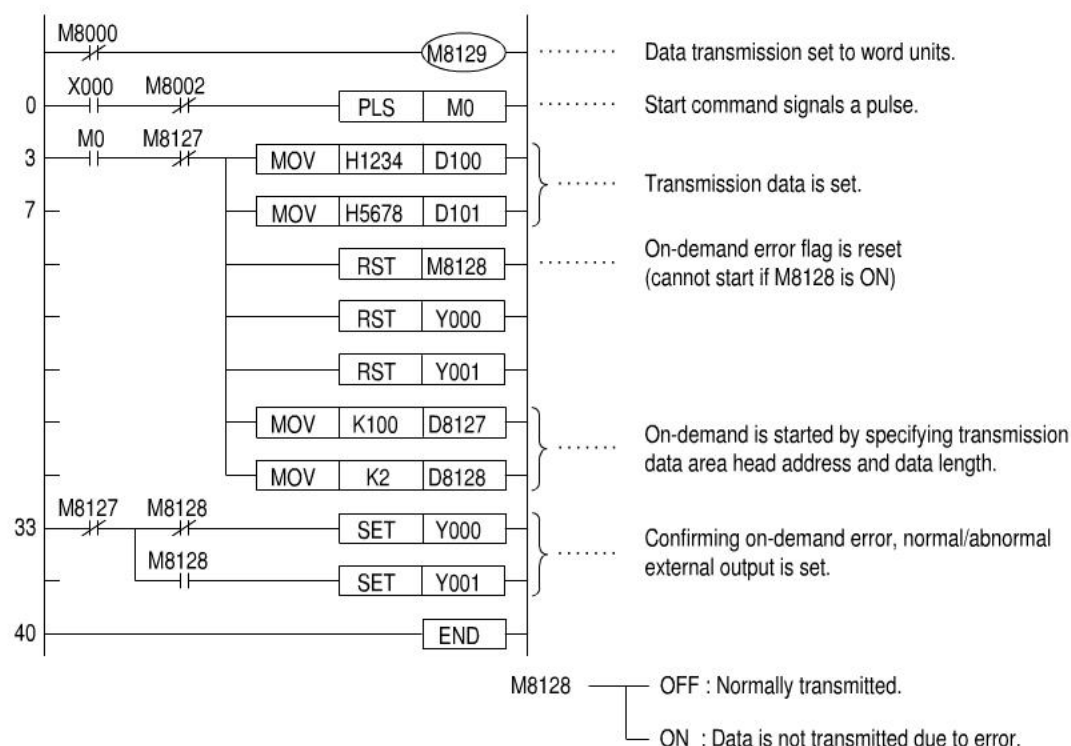 M8000
M8129 Data transmission set to word units.
X000 M8002
0 PLS M0 Start command signals a pulse.
M0 M8127
3 MOV H1234 D100
Transmission data is set.
7 MOV H5678 D101
On-demand error flag is reset
RST M8128
(cannot start if M8128 is ON)
RST Y000
RST Y001
MOV K100 D8127
On-demand is started by specifying transmission
data area head address and data length.
MOV K2 D8128
M8127 M8128
33 SET Y000
Confirming on-demand error, normal/abnormal
external output is set.
M8128
SET Y001
40 END
M8128 OFF : Normally transmitted.
ON : Data is not transmitted due to error.